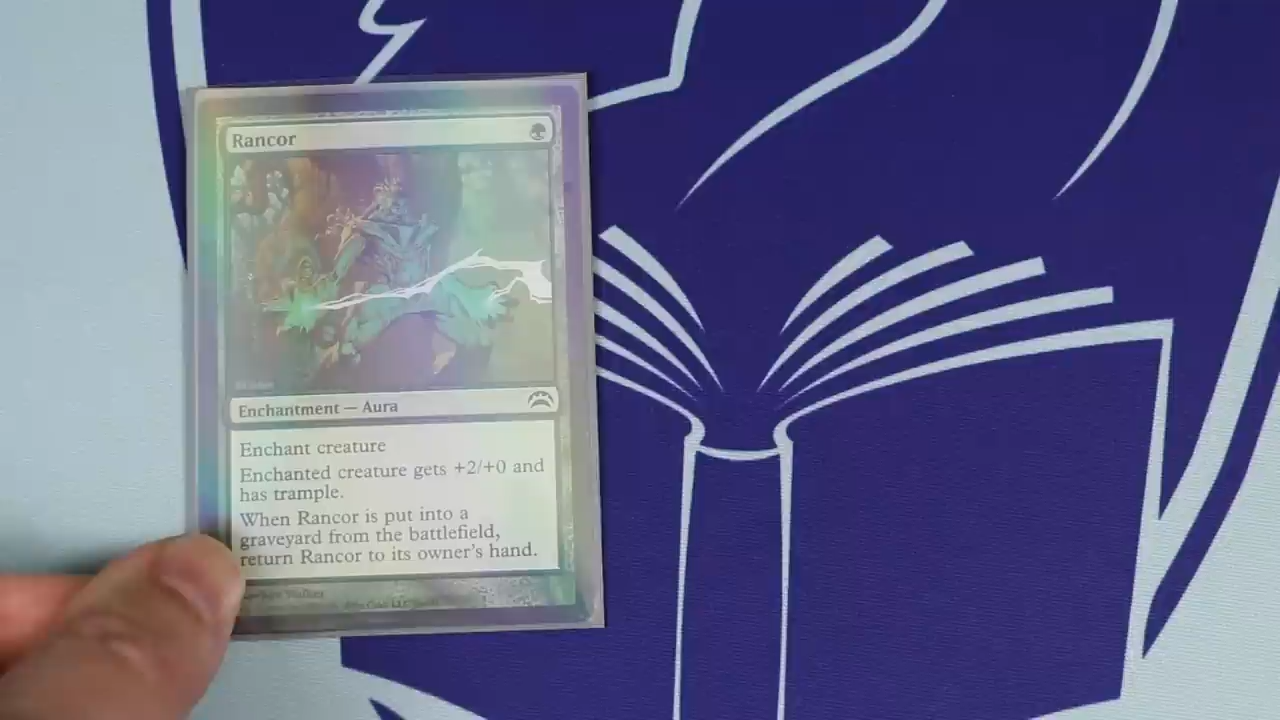 Rancor
Enchantment — Aura
Enchant creature
Enchanted creature gets +2/+0 and
has trample.
When Rancor is put into a
graveyard from the battlefield,
return Rancor to its owner's hand.